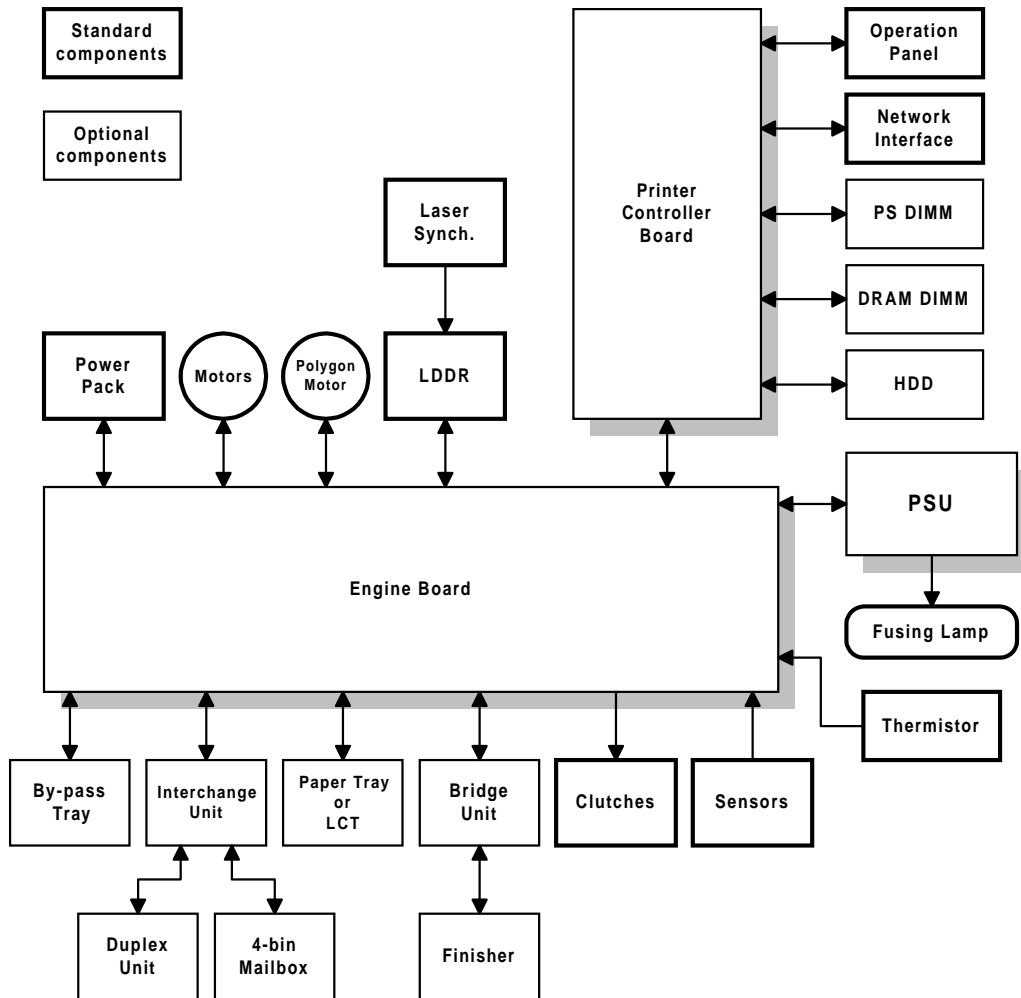 Standard
components
Operation
Panel
Optional
components
Network
Interface
Printer
Controller
Board
Laser
Synch.
PS DIMM
DRAM DIMM
Power
Pack
Motors
Polygon
Motor
LDDR
HDD
PSU
Engine Board
Fusing Lamp
Thermistor
By-pass
Tray
Interchange
Unit
Paper Tray
or
LCT
Bridge
Unit
Clutches
Sensors
Duplex
Unit
4-bin
Mailbox
Finisher